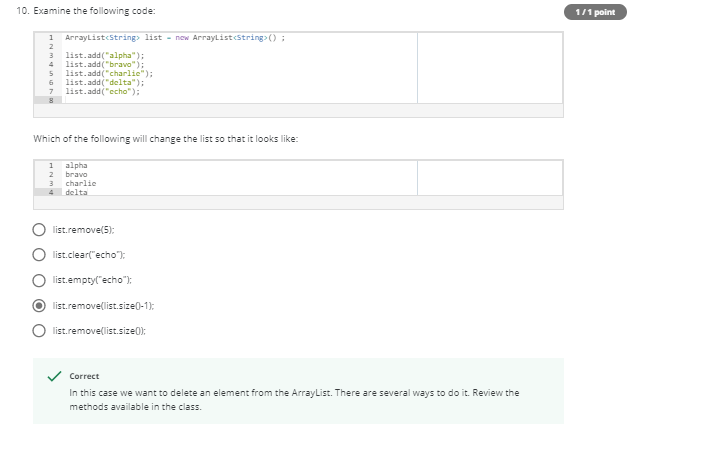 10. Examine the following code:
1 / 1 point
1 ArrayList<String> list = new ArrayList<String>() ;
2
3 list.add("alpha");
4 list.add("bravo");
5 list.add("charlie");
6 list.add("delta");
7 list.add("echo");
8
Which of the following will change the list so that it looks like:
1 alpha
2 bravo
3 charlie
4 delta
list.remove(5);
list.clear("echo");
list.empty("echo");
list.remove(list.size()-1);
list.remove(list.size());
Correct
In this case we want to delete an element from the ArrayList. There are several ways to do it. Review the
methods available in the class.